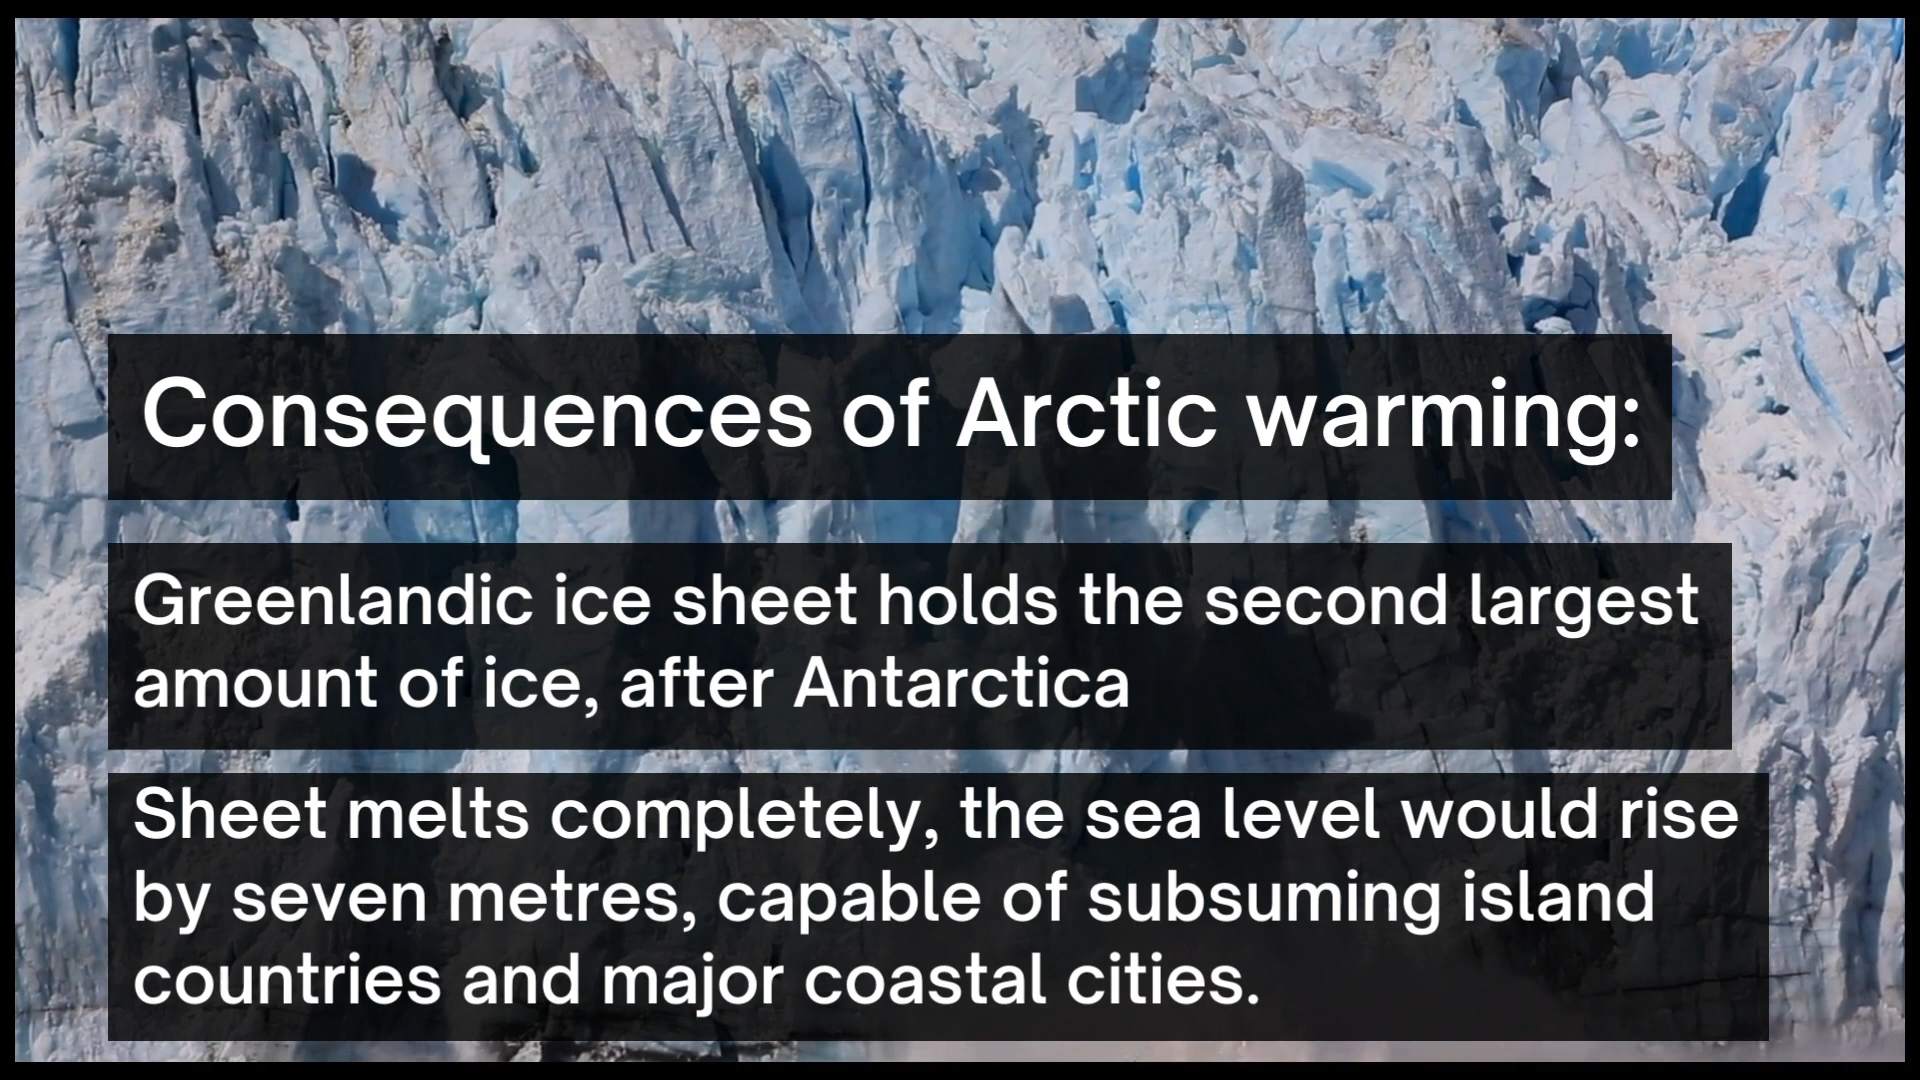 Consequences of Arctic warming:
Greenlandic ice sheet holds the second largest
amount of ice, after Antarctica
Sheet melts completely, the sea level would rise
by seven metres, capable of subsuming island
countries and major coastal cities.